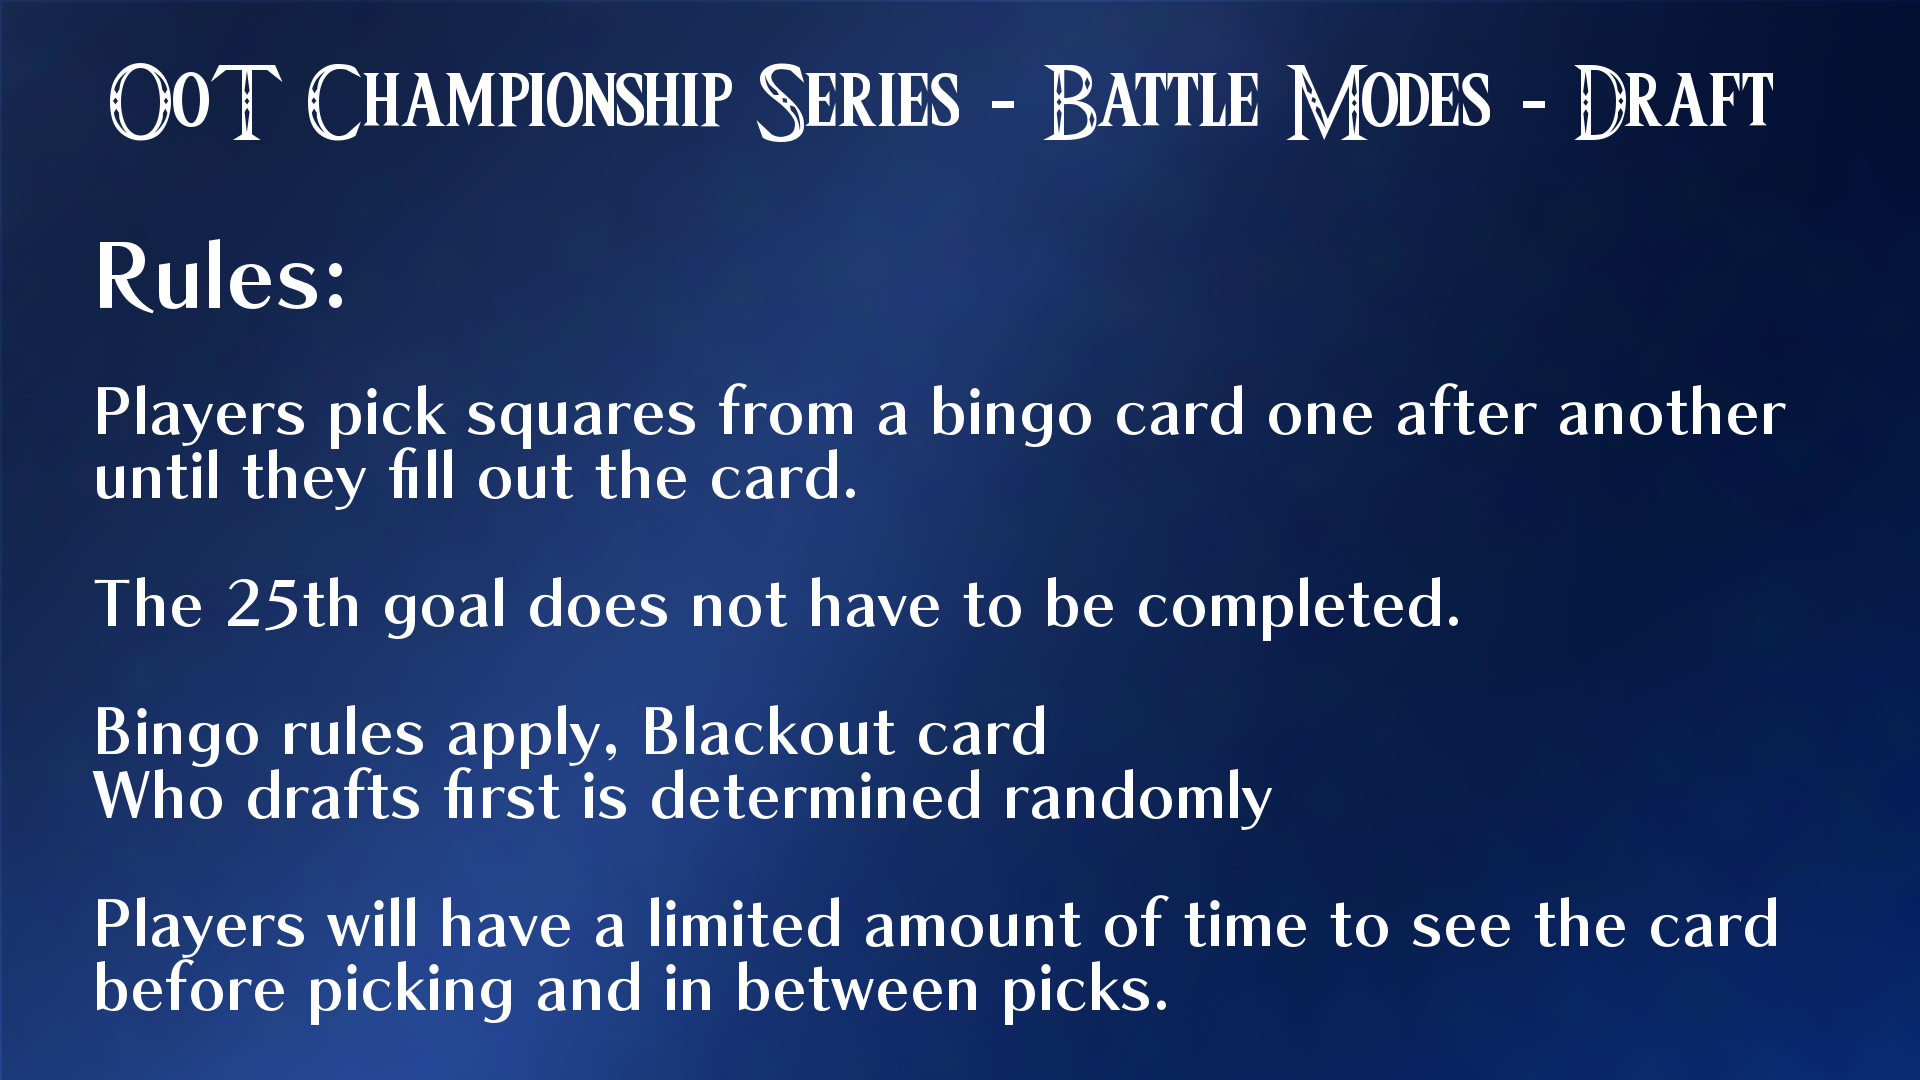 OoT Championship Series - Battle Modes - Draft
Rules:
Players pick squares from a bingo card one after another
until they fill out the card.
The 25th goal does not have to be completed.
Bingo rules apply, Blackout card
Who drafts first is determined randomly
Players will have a limited amount of time to see the card
before picking and in between picks.